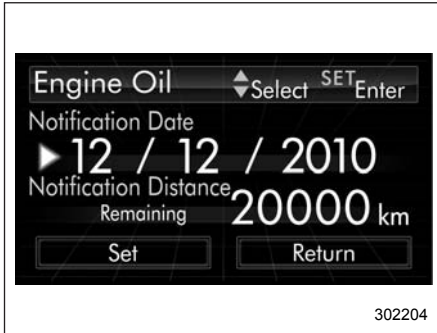 Engine Oil Select SET Enter
Notification Date
12 / 12 / 2010
Notification Distance
Remaining 20000 km
Set Return
302204